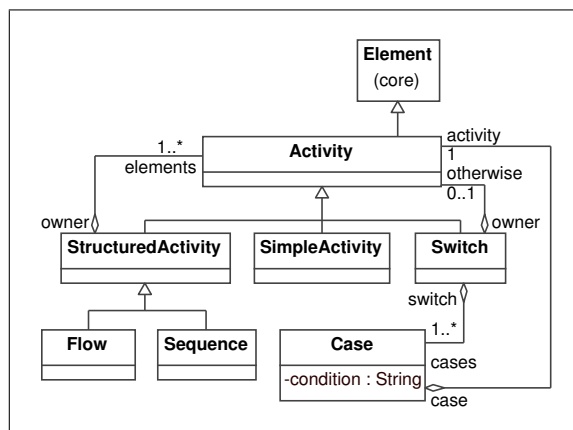 Element
(core)
activity
1..*
Activity
1
elements
otherwise
0..1
owner
owner
StructuredActivity
SimpleActivity
Switch
switch
1..*
Flow
Sequence
Case
cases
-condition : String
case